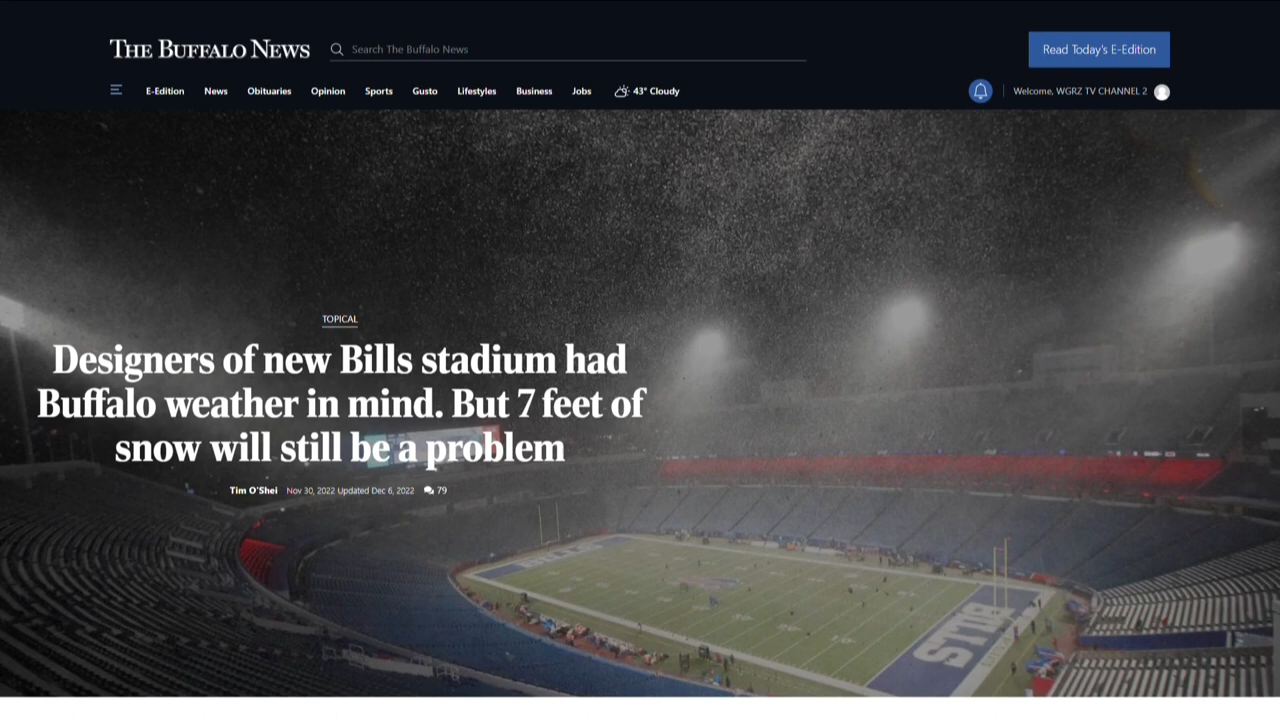 THE BUFFALO NEWS
Search The Buffalo News
Read Today's E-Edition
E-Edition News Obituaries Opinion Sports Gusto Lifestyles Business Jobs 43° Cloudy
Welcome, WGRZ TV CHANNEL 2
TOPICAL
Designers of new Bills stadium had
Buffalo weather in mind. But 7 feet of
snow will still be a problem
Tim O'Shei Nov 30, 2022 Updated Dec 6, 2022 79
BILLS